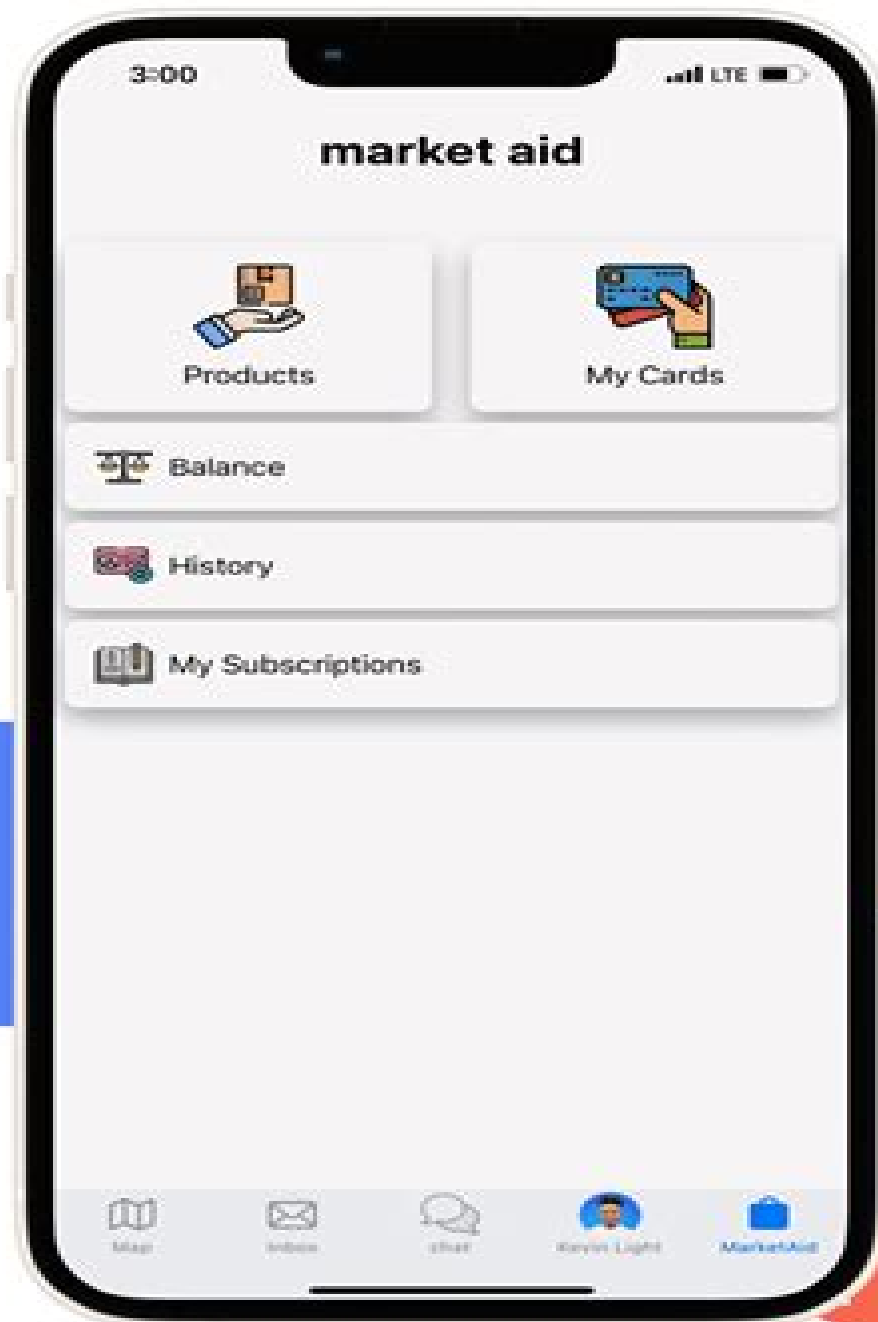 3:00 LTE
market aid
Products My Cards
Balance
History
My Subscriptions
Map Inbox chat Kevin Light MarketAid